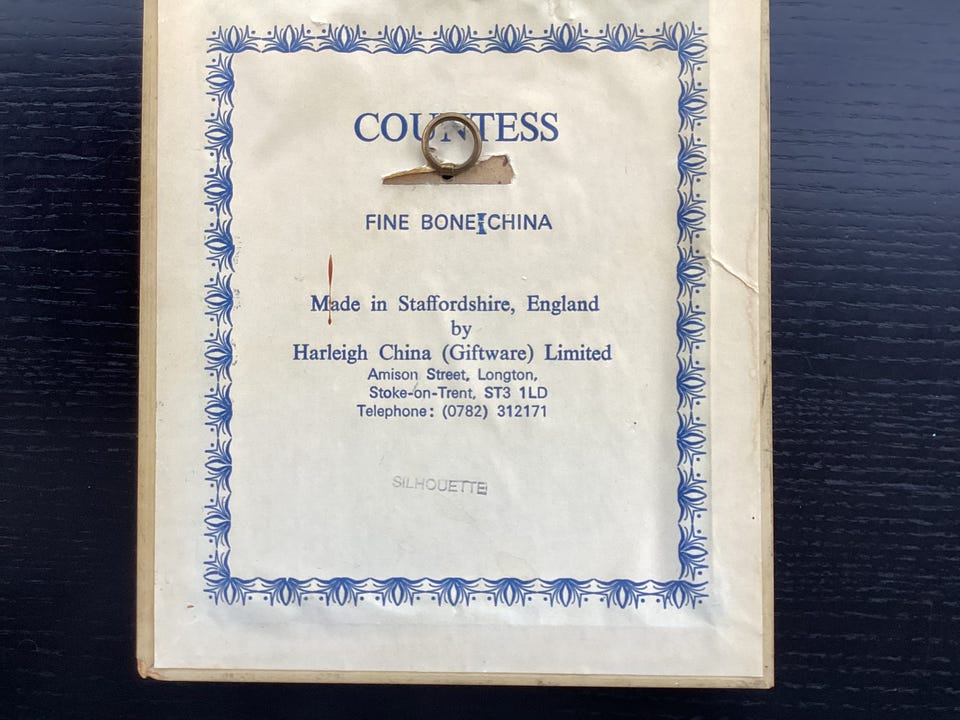 COUNTESS
FINE BONE CHINA
Made in Staffordshire, England
by
Harleigh China (Giftware) Limited
Amison Street, Longton,
Stoke-on-Trent, ST3 1LD
Telephone: (0782) 312171
SILHOUETTE